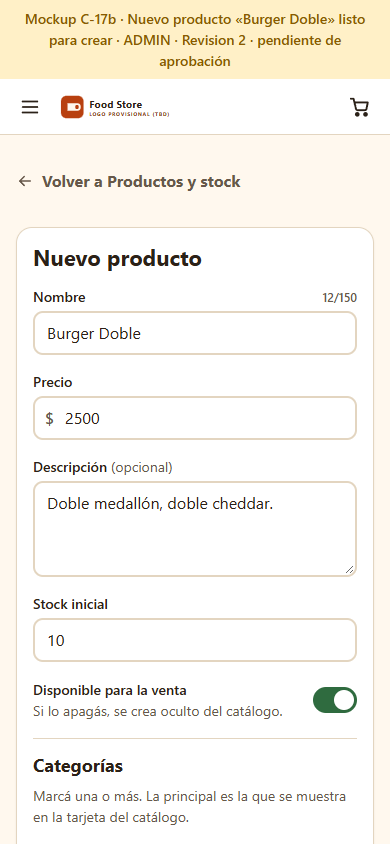 Mockup C-17b · Nuevo producto «Burger Doble» listo
para crear · ADMIN · Revision 2 · pendiente de
aprobación
Food Store
LOGO PROVISIONAL (TBD)
Volver a Productos y stock
Nuevo producto
Nombre 12/150
Burger Doble
Precio
$ 2500
Descripción (opcional)
Doble medallón, doble cheddar.
Stock inicial
10
Disponible para la venta
Si lo apagás, se crea oculto del catálogo.
Categorías
Marcá una o más. La principal es la que se muestra
en la tarjeta del catálogo.